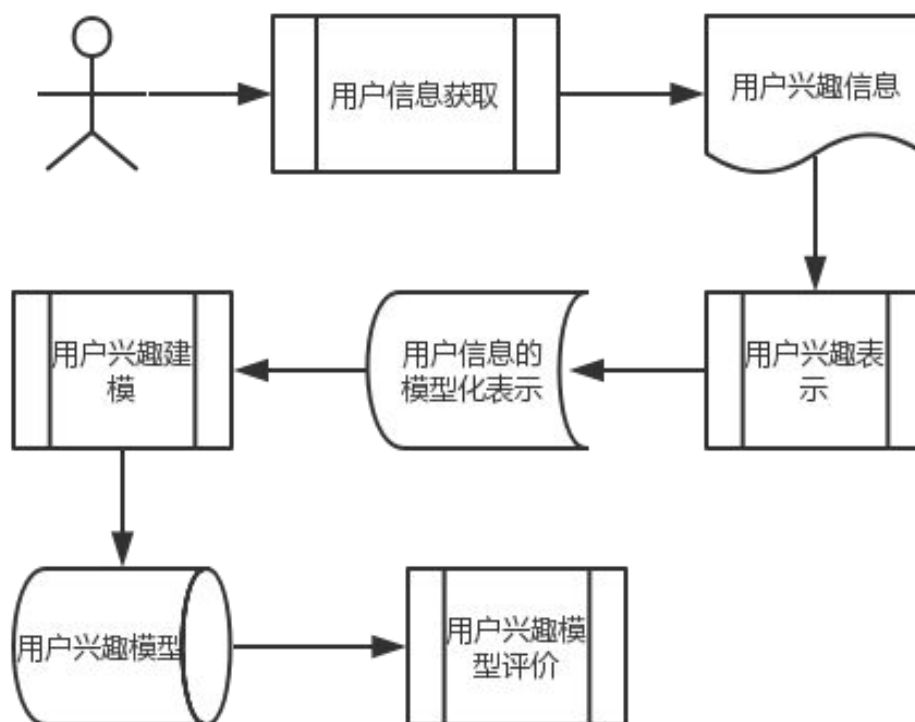 用户信息获取
用户兴趣信息
用户兴趣建
模
用户信息的
模型化表示
用户兴趣表
示
用户兴趣模型
用户兴趣模
型评价